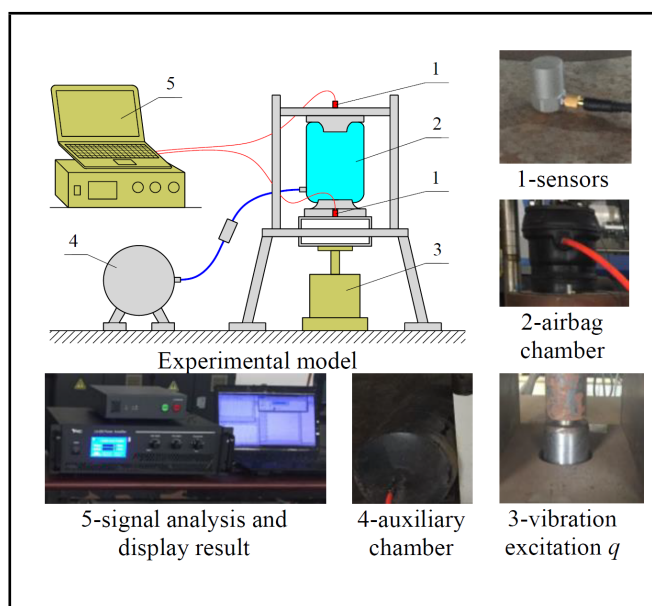 5
1
2
1
4
3
Experimental model
1-sensors
2-airbag
chamber
5-signal analysis and
display result
4-auxiliary
chamber
3-vibration
excitation q